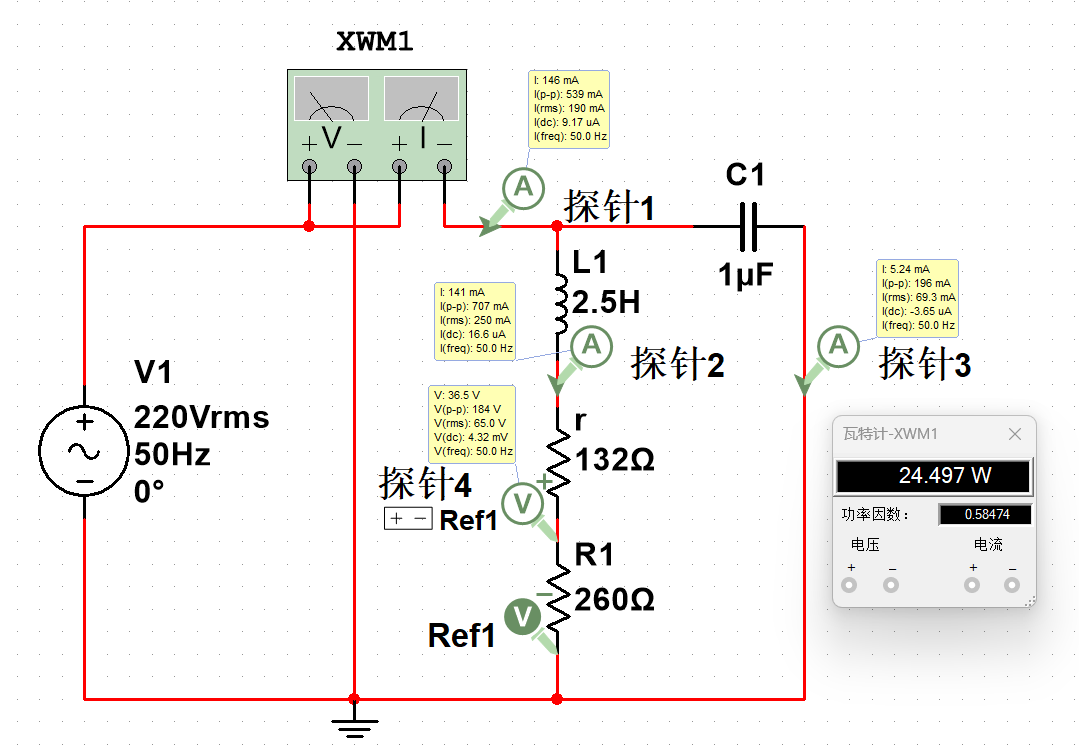 XWM1
V
I
+ − + −
I: 146 mA
I(p-p): 539 mA
I(rms): 190 mA
I(dc): 9.17 uA
I(freq): 50.0 Hz
A
探针1
C1
1µF
L1
2.5H
I: 141 mA
I(p-p): 707 mA
I(rms): 250 mA
I(dc): 16.6 uA
I(freq): 50.0 Hz
A
探针2
I: 5.24 mA
I(p-p): 196 mA
I(rms): 69.3 mA
I(dc): -3.65 uA
I(freq): 50.0 Hz
A
探针3
V1
220Vrms
50Hz
0°
+
−
V: 36.5 V
V(p-p): 184 V
V(rms): 65.0 V
V(dc): 4.32 mV
V(freq): 50.0 Hz
探针4
+ − Ref1
V
+
r
132Ω
R1
260Ω
Ref1
V
−
瓦特计-XWM1
24.497 W
功率因数： 0.58474
电压 电流
+ − + −